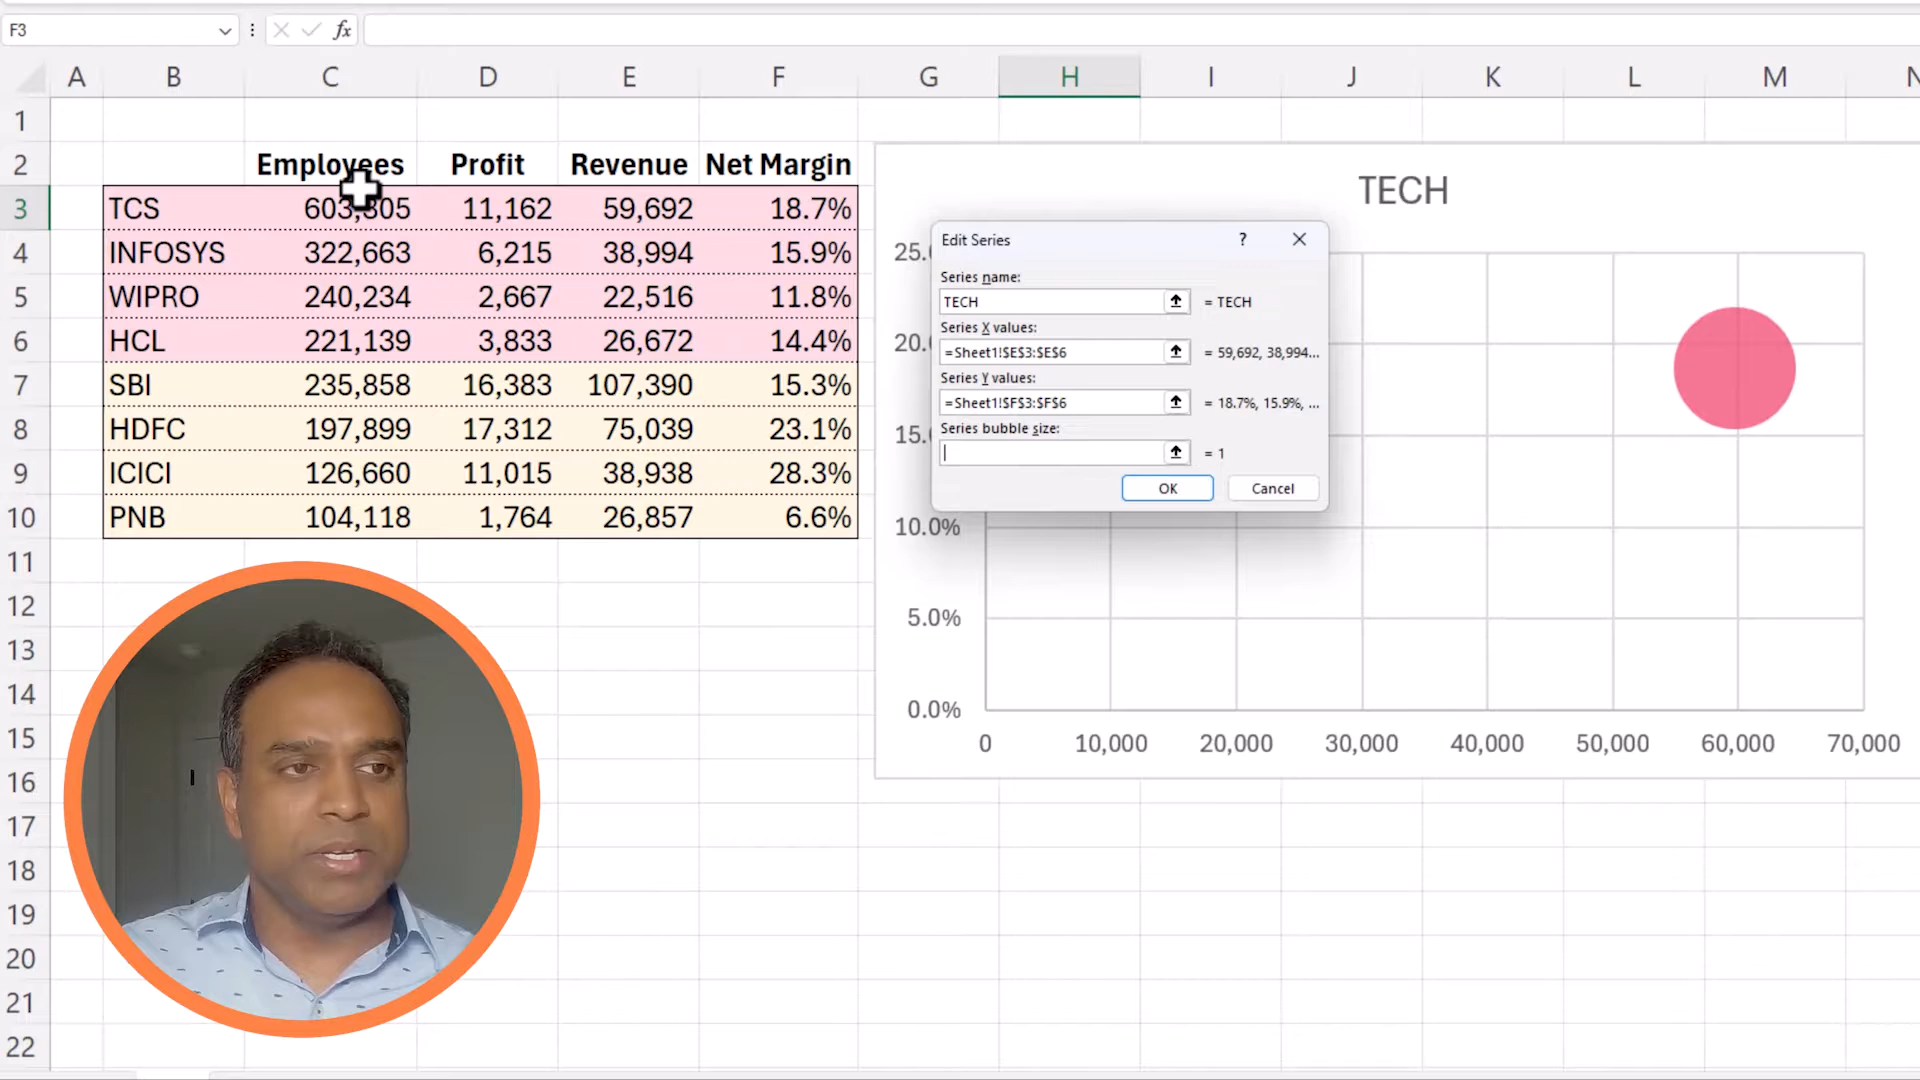 F3 fx
A B C D E F G H I J K L M N
1
2 Employees Profit Revenue Net Margin
3 TCS 603,305 11,162 59,692 18.7%
4 INFOSYS 322,663 6,215 38,994 15.9%
5 WIPRO 240,234 2,667 22,516 11.8%
6 HCL 221,139 3,833 26,672 14.4%
7 SBI 235,858 16,383 107,390 15.3%
8 HDFC 197,899 17,312 75,039 23.1%
9 ICICI 126,660 11,015 38,938 28.3%
10 PNB 104,118 1,764 26,857 6.6%
11
12
13
14
15
16
17
18
19
20
21
22
TECH
Edit Series ?
Series name:
TECH = TECH
Series X values:
=Sheet1!$E$3:$E$6 = 59,692, 38,994...
Series Y values:
=Sheet1!$F$3:$F$6 = 18.7%, 15.9%, ...
Series bubble size:
= 1
OK Cancel
25.
20.
15.
10.0%
5.0%
0.0%
0 10,000 20,000 30,000 40,000 50,000 60,000 70,000